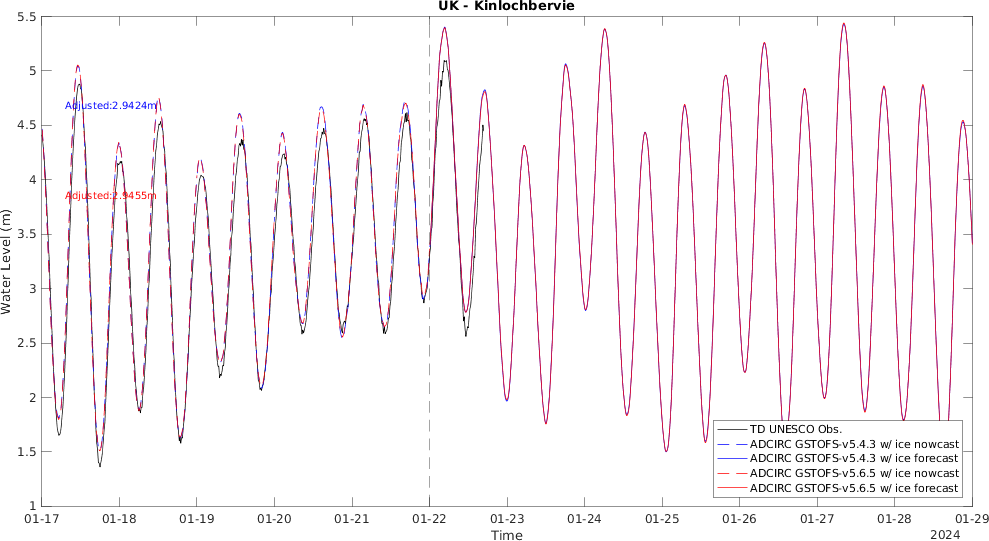 UK - Kinlochbervie
5.5
5
4.5
4
3.5
3
2.5
2
1.5
1
Water Level (m)
Adjusted:2.9424m
Adjusted:2.9455m
TD UNESCO Obs.
ADCIRC GSTOFS-v5.4.3 w/ ice nowcast
ADCIRC GSTOFS-v5.4.3 w/ ice forecast
ADCIRC GSTOFS-v5.6.5 w/ ice nowcast
ADCIRC GSTOFS-v5.6.5 w/ ice forecast
01-17 01-18 01-19 01-20 01-21 01-22 01-23 01-24 01-25 01-26 01-27 01-28 01-29
Time
2024